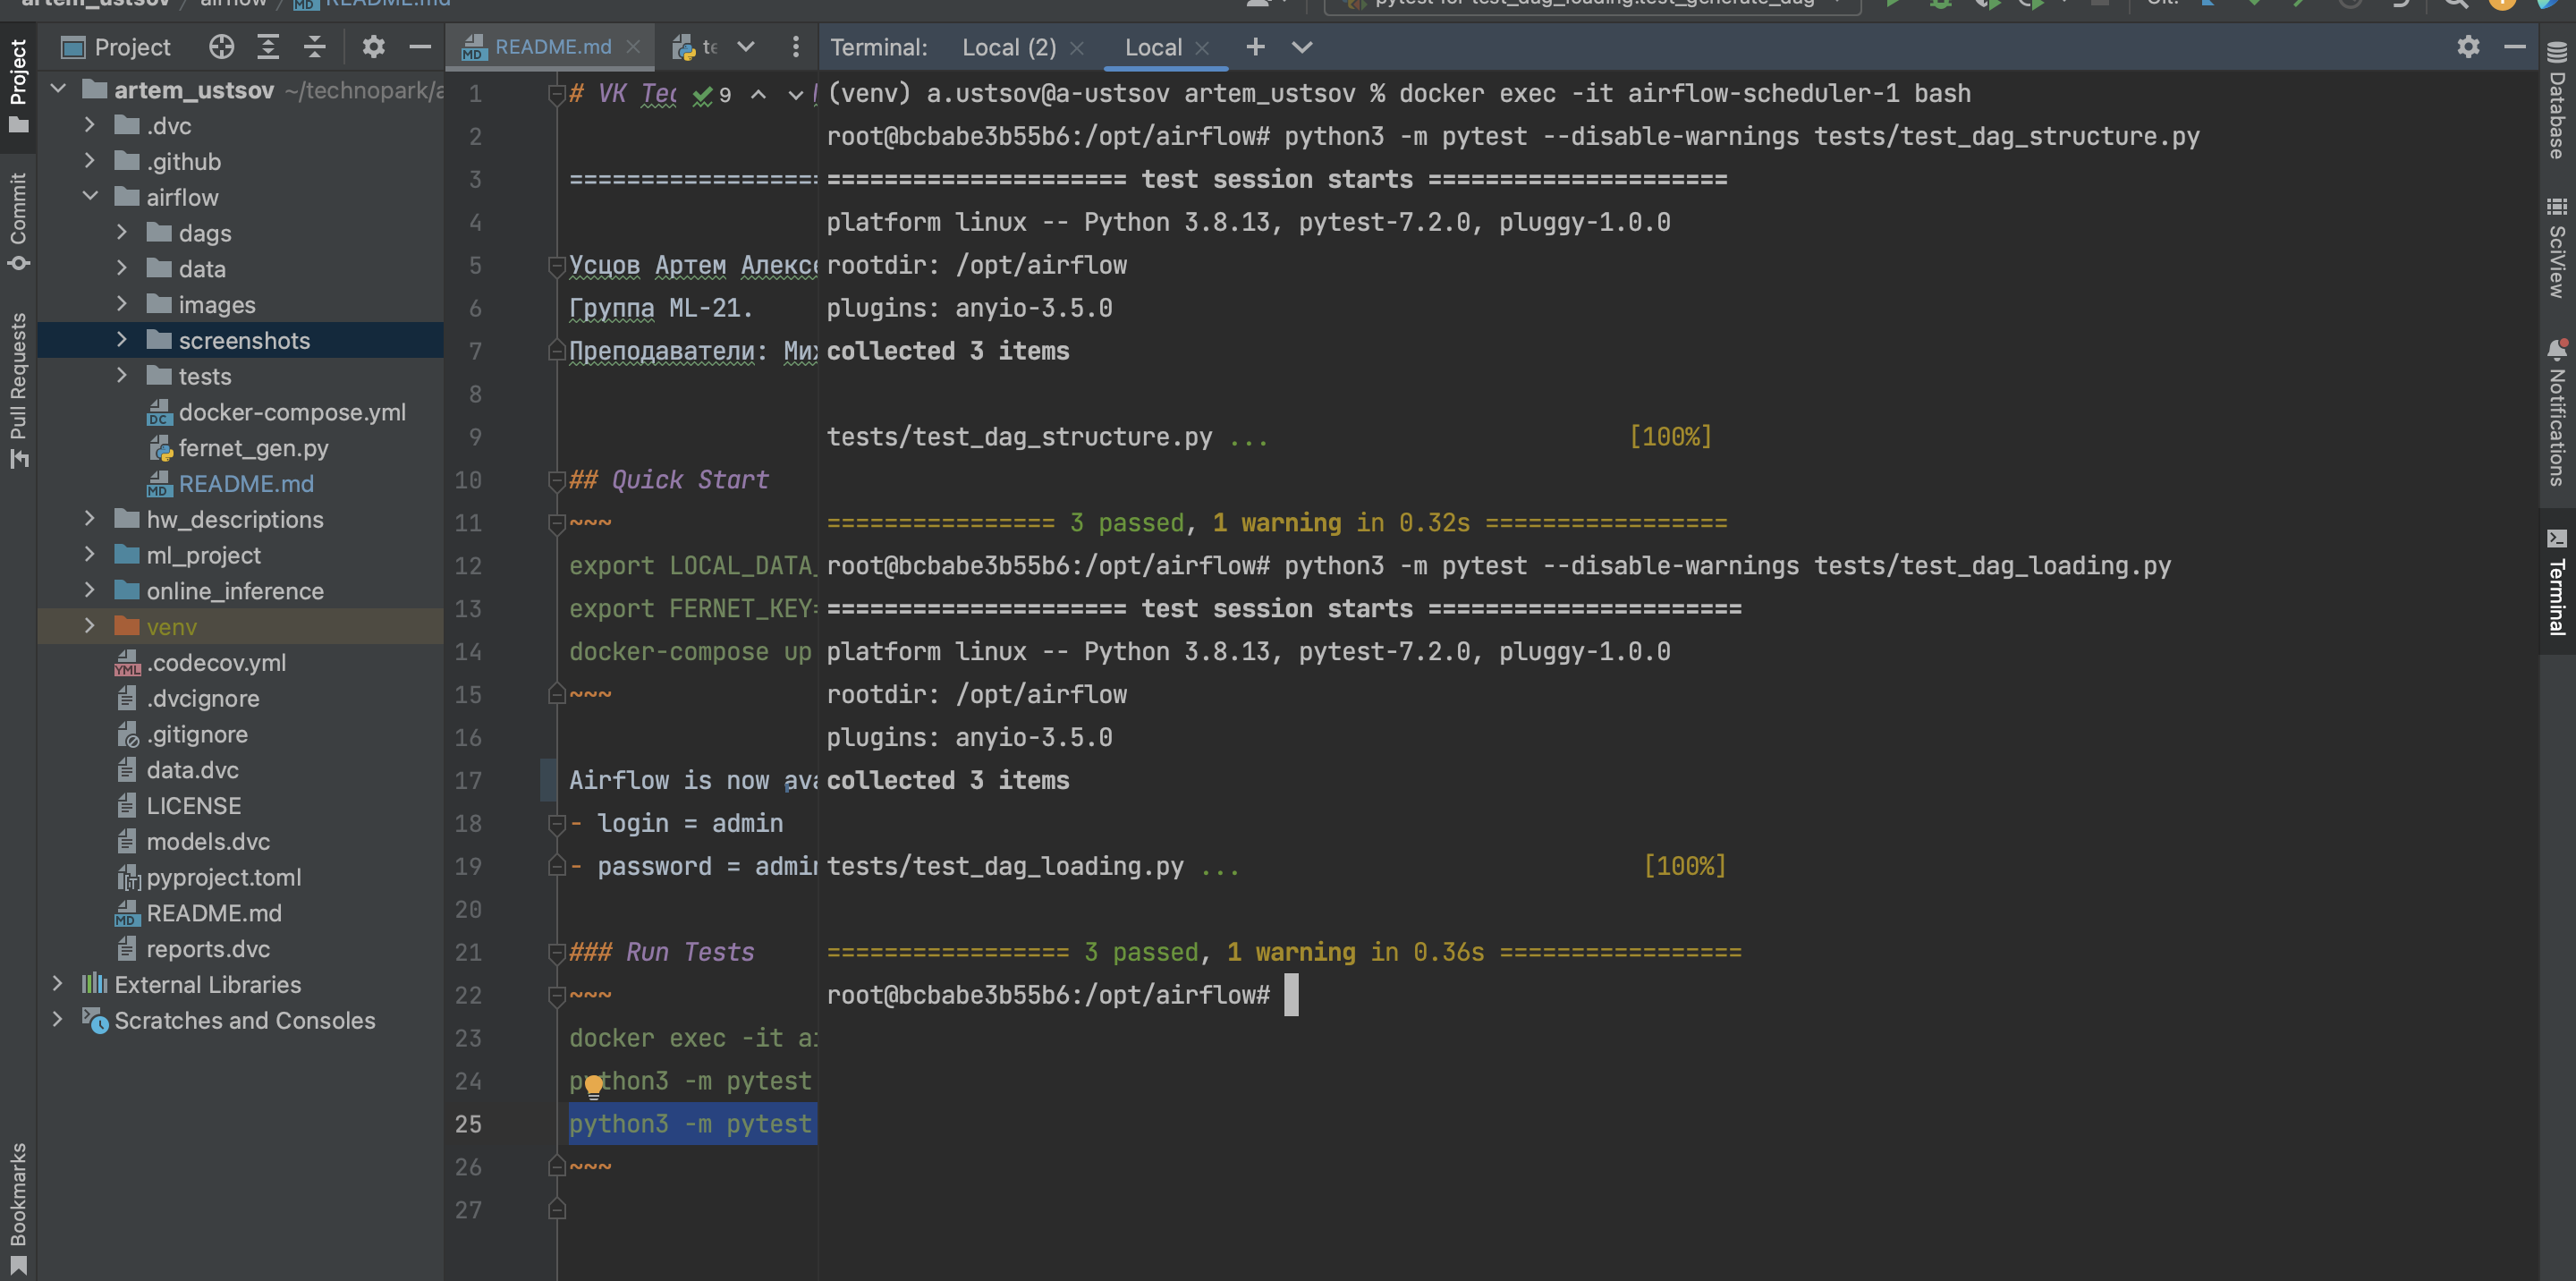 artem_ustsov / airflow / README.md
pytest for test_dag_loading.test_generate_dag
Git:
Project
Commit
Pull Requests
Bookmarks
Project
artem_ustsov ~/technopark/a
.dvc
.github
airflow
dags
data
images
screenshots
tests
docker-compose.yml
fernet_gen.py
README.md
hw_descriptions
ml_project
online_inference
venv
.codecov.yml
.dvcignore
.gitignore
data.dvc
LICENSE
models.dvc
pyproject.toml
README.md
reports.dvc
External Libraries
Scratches and Consoles
README.md
te
9
1 # VK Tec
2
3 ==================
4
5 Усцов Артем Алексе
6 Группа ML-21.
7 Преподаватели: Мих
8
9
10 ## Quick Start
11 ~~~
12 export LOCAL_DATA_
13 export FERNET_KEY=
14 docker-compose up
15 ~~~
16
17 Airflow is now ava
18 - login = admin
19 - password = admin
20
21 ### Run Tests
22 ~~~
23 docker exec -it ai
24 python3 -m pytest
25 python3 -m pytest
26 ~~~
27
Terminal: Local (2) Local
(venv) a.ustsov@a-ustsov artem_ustsov % docker exec -it airflow-scheduler-1 bash
root@bcbabe3b55b6:/opt/airflow# python3 -m pytest --disable-warnings tests/test_dag_structure.py
===================== test session starts =====================
platform linux -- Python 3.8.13, pytest-7.2.0, pluggy-1.0.0
rootdir: /opt/airflow
plugins: anyio-3.5.0
collected 3 items
tests/test_dag_structure.py ... [100%]
================ 3 passed, 1 warning in 0.32s =================
root@bcbabe3b55b6:/opt/airflow# python3 -m pytest --disable-warnings tests/test_dag_loading.py
===================== test session starts ======================
platform linux -- Python 3.8.13, pytest-7.2.0, pluggy-1.0.0
rootdir: /opt/airflow
plugins: anyio-3.5.0
collected 3 items
tests/test_dag_loading.py ... [100%]
================= 3 passed, 1 warning in 0.36s =================
root@bcbabe3b55b6:/opt/airflow#
Database
SciView
Notifications
Terminal